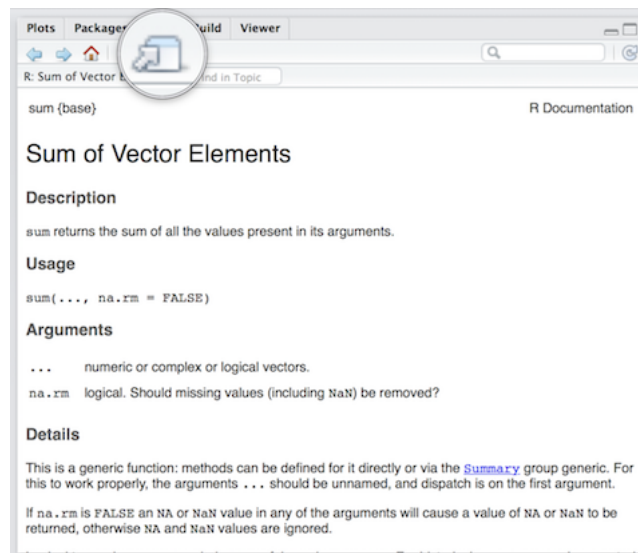 Plots Packages Build Viewer
R: Sum of Vector Find in Topic
sum {base} R Documentation
Sum of Vector Elements
Description
sum returns the sum of all the values present in its arguments.
Usage
sum(..., na.rm = FALSE)
Arguments
... numeric or complex or logical vectors.
na.rm logical. Should missing values (including NaN) be removed?
Details
This is a generic function: methods can be defined for it directly or via the Summary group generic. For
this to work properly, the arguments ... should be unnamed, and dispatch is on the first argument.
If na.rm is FALSE an NA or NaN value in any of the arguments will cause a value of NA or NaN to be
returned, otherwise NA and NaN values are ignored.